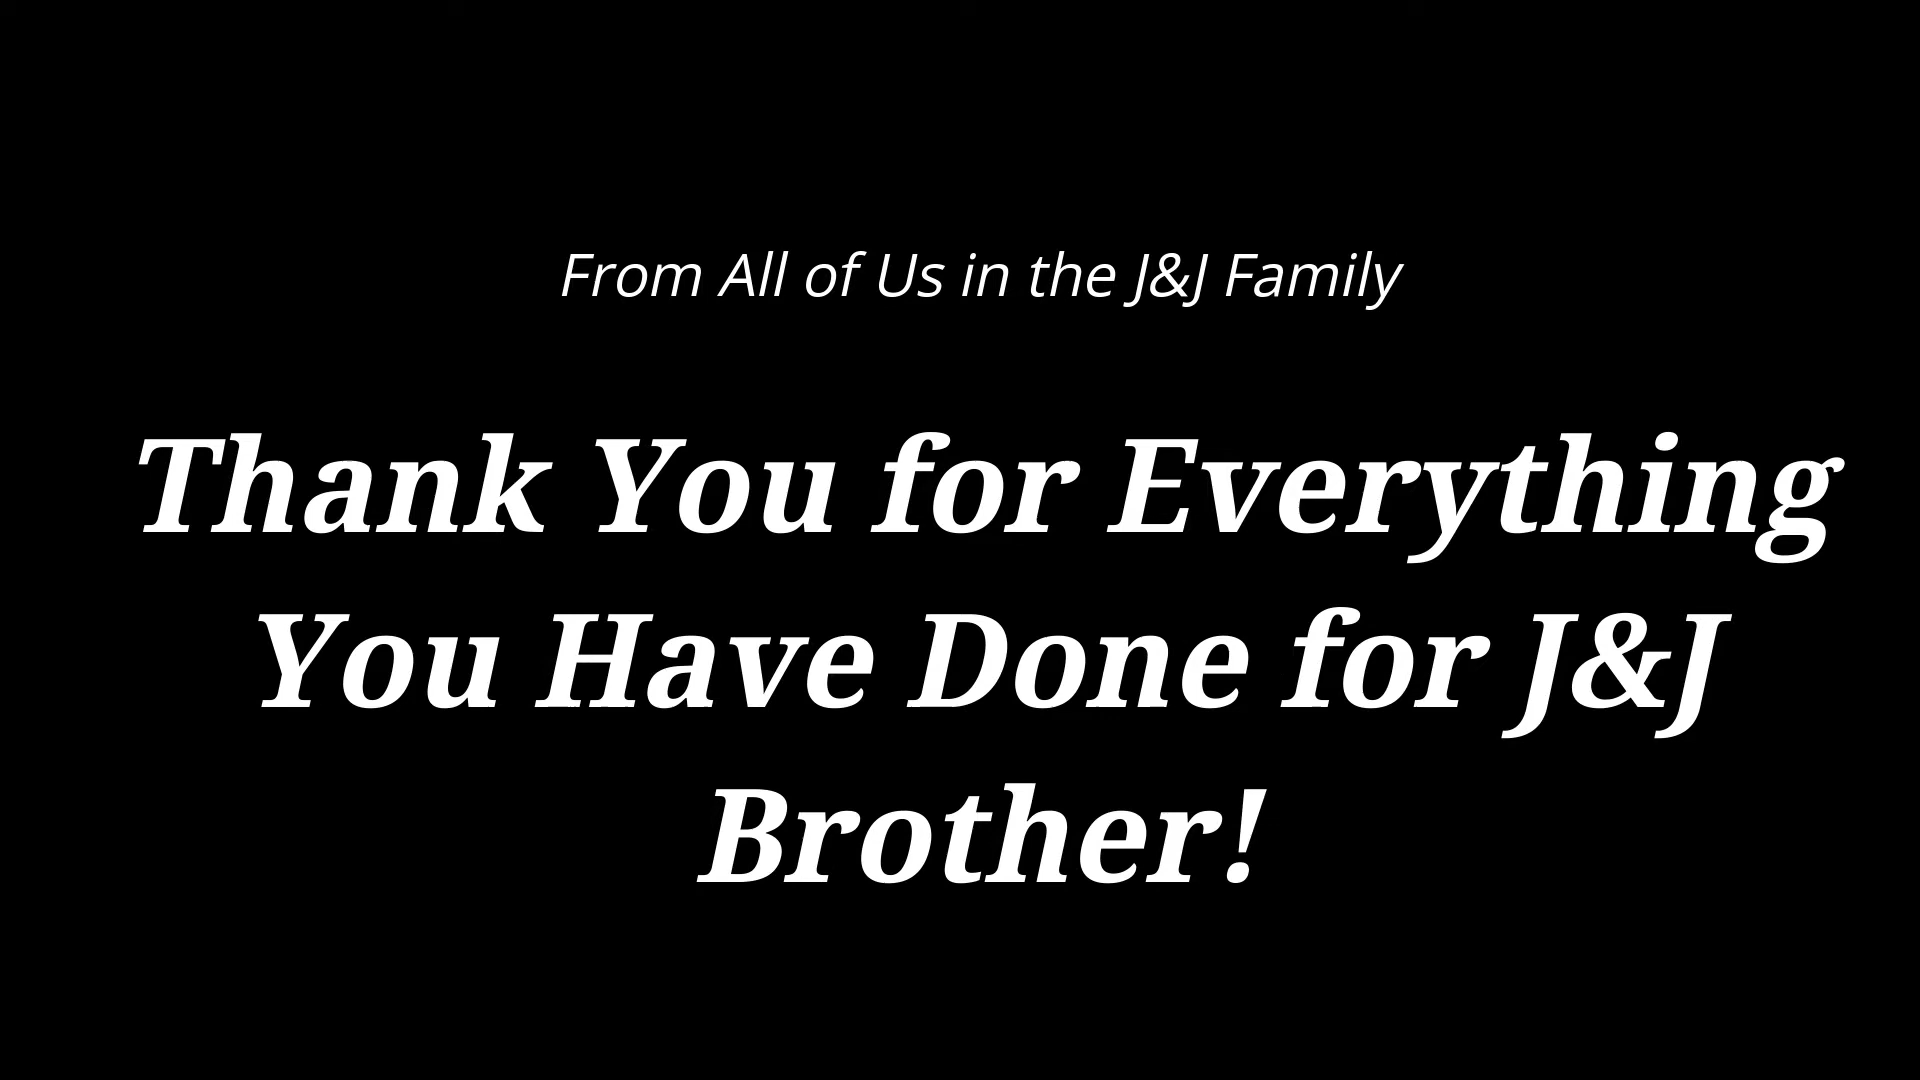 From All of Us in the J&J Family
Thank You for Everything
You Have Done for J&J
Brother!